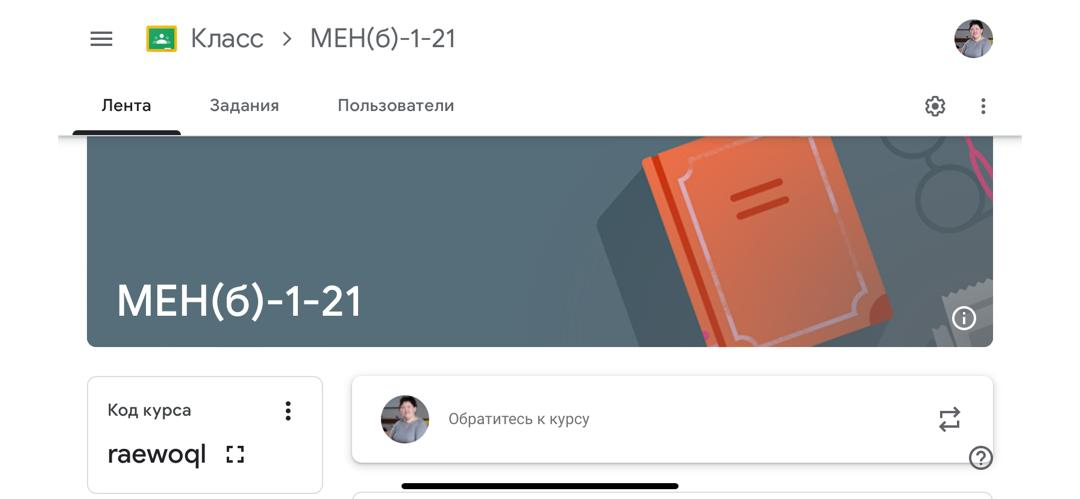 Класс > МЕН(б)-1-21
Лента Задания Пользователи
МЕН(б)-1-21
Код курса
raewoql
Обратитесь к курсу